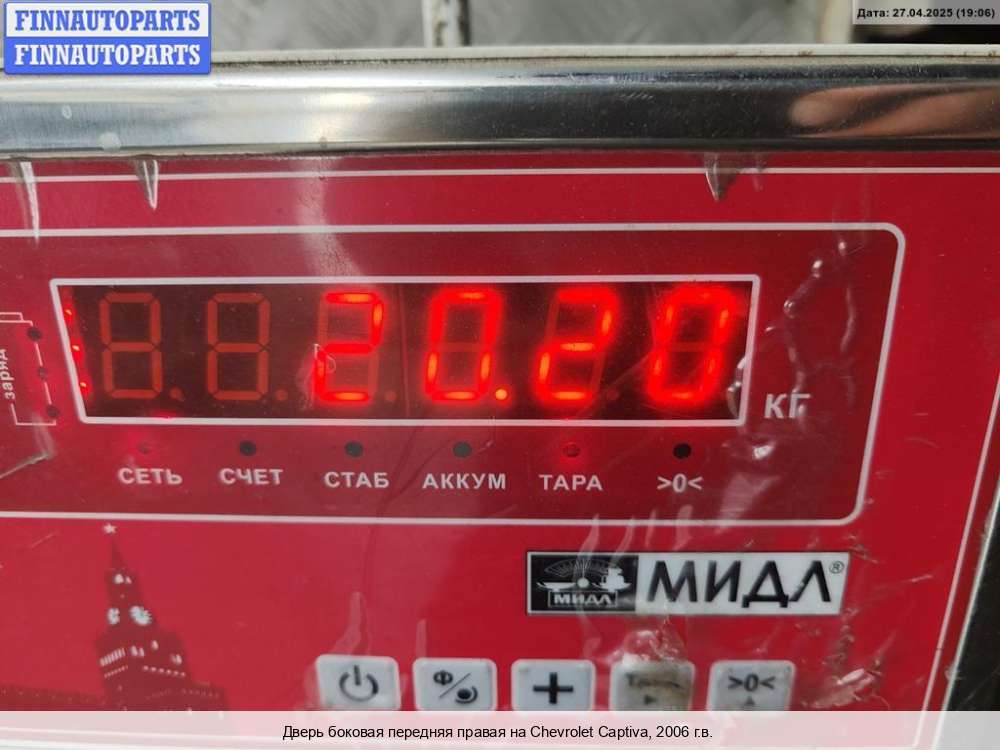 FINNAUTOPARTS
FINNAUTOPARTS
Дата: 27.04.2025 (19:06)
20.20
кг
заряд
СЕТЬ СЧЕТ СТАБ АККУМ ТАРА >0<
МИДЛ МИДЛ®
Ф
+
>0<
Дверь боковая передняя правая на Chevrolet Captiva, 2006 г.в.